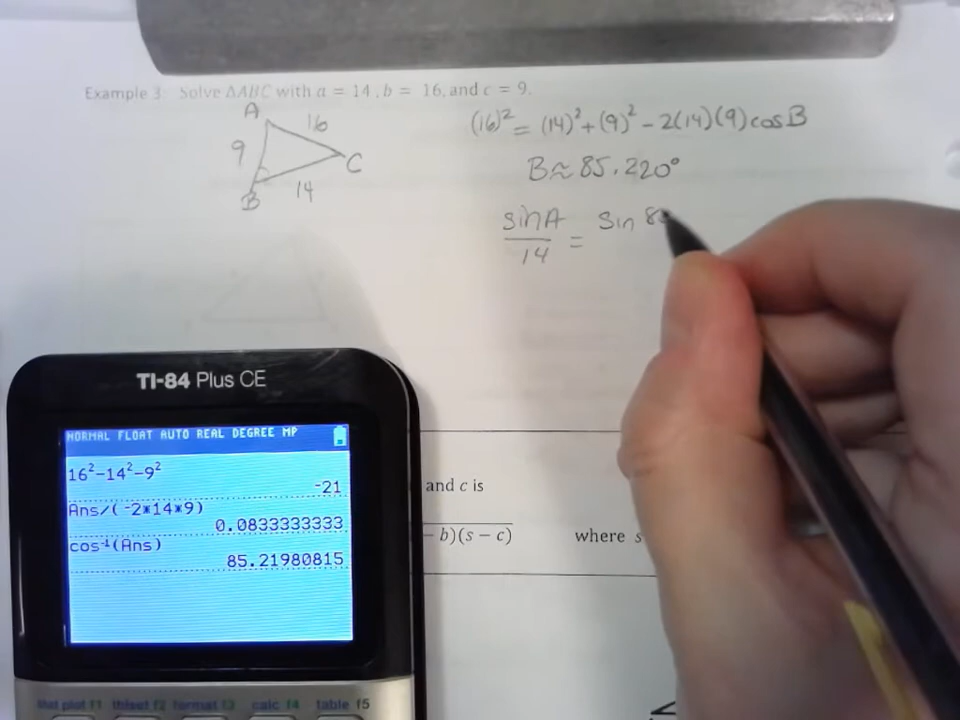 Example 3: Solve ΔABC with a = 14, b = 16, and c = 9.
A
16
9
C
14
B
(16)² = (14)² + (9)² - 2(14)(9)cosB
B ≈ 85.220°
sinA
14
= sin 8
TI-84 Plus CE
NORMAL FLOAT AUTO REAL DEGREE MP
16²-14²-9²
-21
Ans/(-2*14*9)
0.0833333333
cos⁻¹(Ans)
85.21980815
stat plot f1 tblset f2 format f3 calc f4 table f5
and c is
- b)(s - c) where s